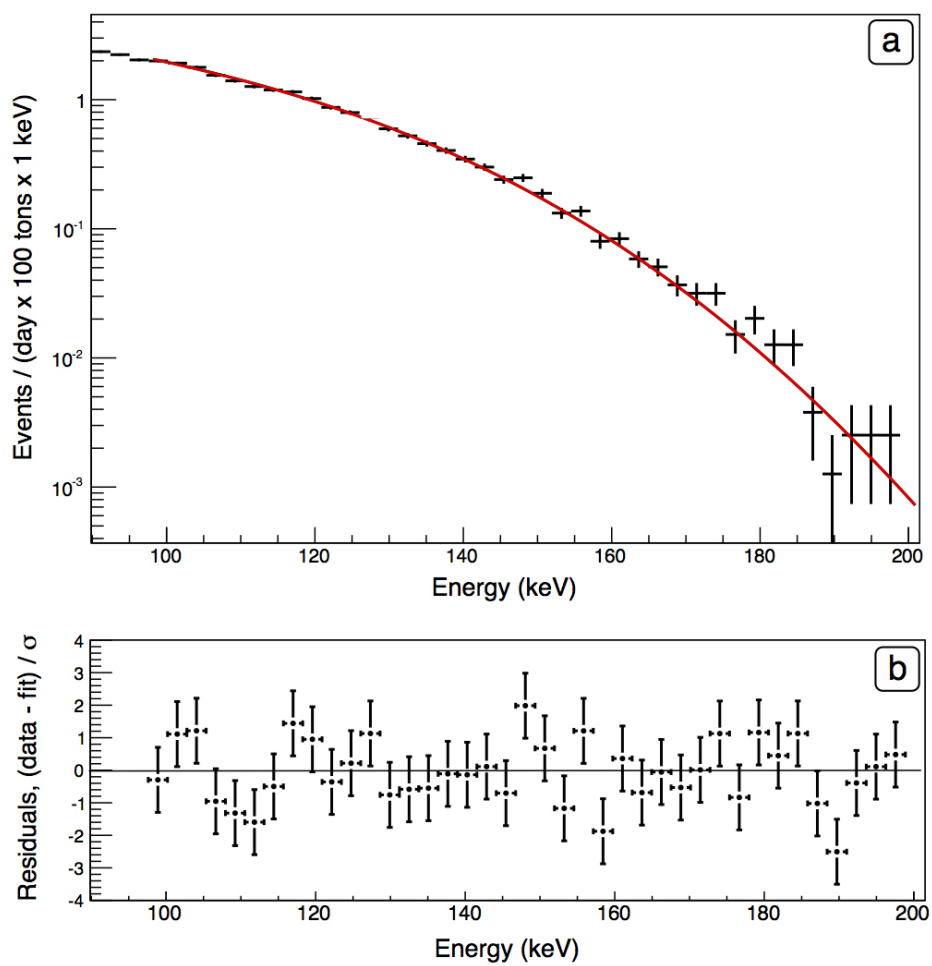 a
Events / (day x 100 tons x 1 keV)
1
10⁻¹
10⁻²
10⁻³
100 120 140 160 180 200
Energy (keV)
b
Residuals, (data - fit) / σ
4
3
2
1
0
-1
-2
-3
-4
100 120 140 160 180 200
Energy (keV)